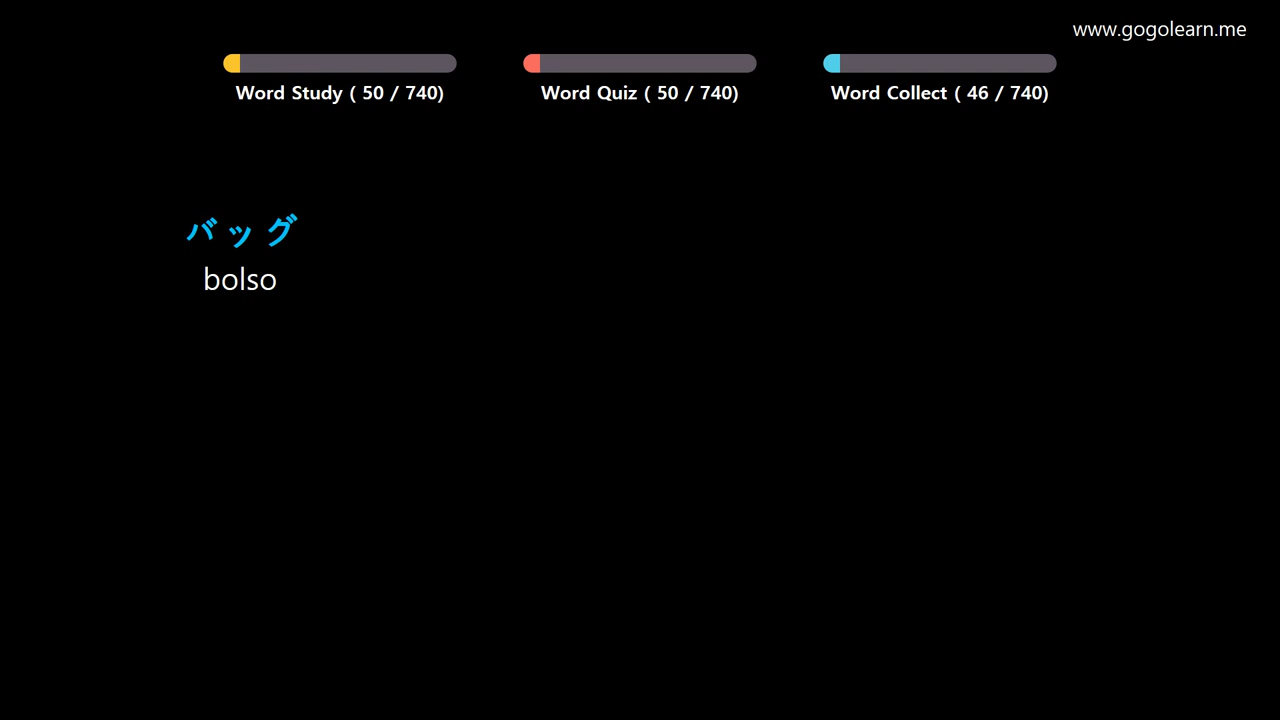 www.gogolearn.me
Word Study ( 50 / 740)
Word Quiz ( 50 / 740)
Word Collect ( 46 / 740)
バッグ
bolso